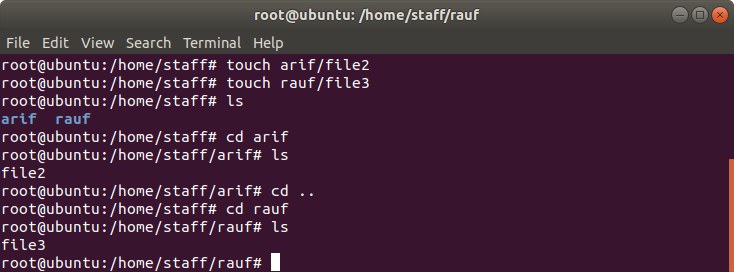 root@ubuntu: /home/staff/rauf
File Edit View Search Terminal Help
root@ubuntu:/home/staff# touch arif/file2
root@ubuntu:/home/staff# touch rauf/file3
root@ubuntu:/home/staff# ls
arif  rauf
root@ubuntu:/home/staff# cd arif
root@ubuntu:/home/staff/arif# ls
file2
root@ubuntu:/home/staff/arif# cd ..
root@ubuntu:/home/staff# cd rauf
root@ubuntu:/home/staff/rauf# ls
file3
root@ubuntu:/home/staff/rauf#